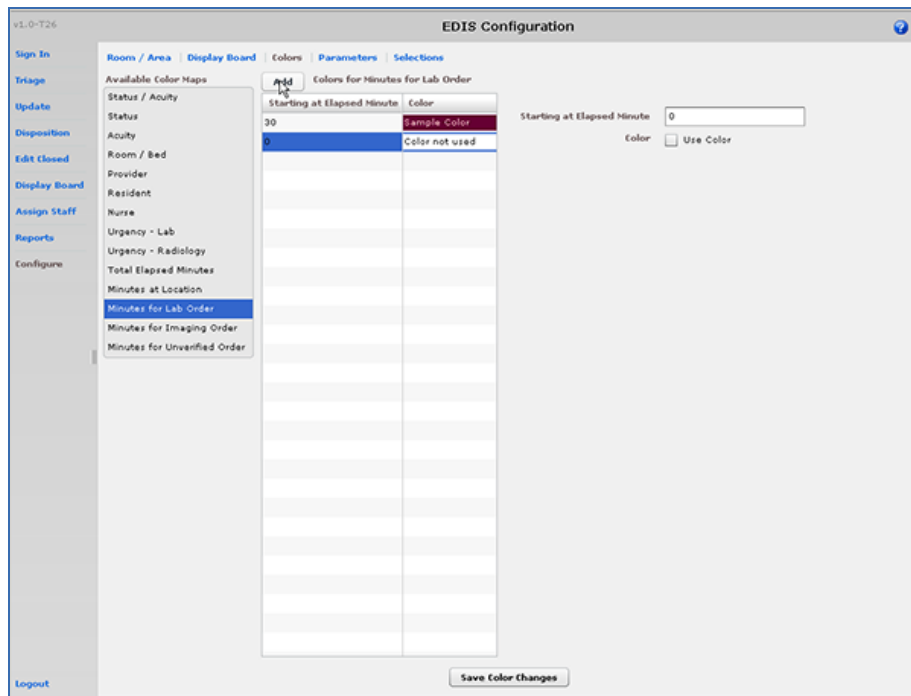 v1.0-T26
EDIS Configuration
?
Sign In
Triage
Update
Disposition
Edit Closed
Display Board
Assign Staff
Reports
Configure
Logout
Room / Area | Display Board | Colors | Parameters | Selections
Available Color Maps
Status / Acuity
Status
Acuity
Room / Bed
Provider
Resident
Nurse
Urgency - Lab
Urgency - Radiology
Total Elapsed Minutes
Minutes at Location
Minutes for Lab Order
Minutes for Imaging Order
Minutes for Unverified Order
Add Colors for Minutes for Lab Order
Starting at Elapsed Minute Color
30 Sample Color
0 Color not used
Starting at Elapsed Minute 0
Color Use Color
Save Color Changes